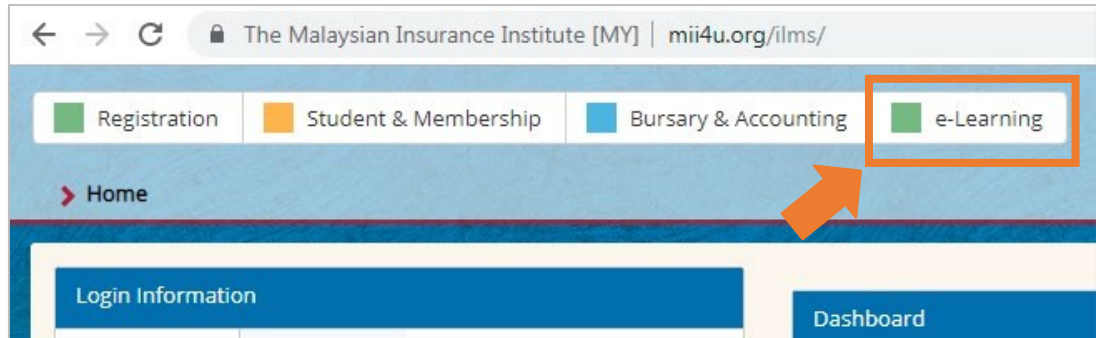 The Malaysian Insurance Institute [MY] | mii4u.org/ilms/
Registration Student & Membership Bursary & Accounting e-Learning
Home
Login Information
Dashboard